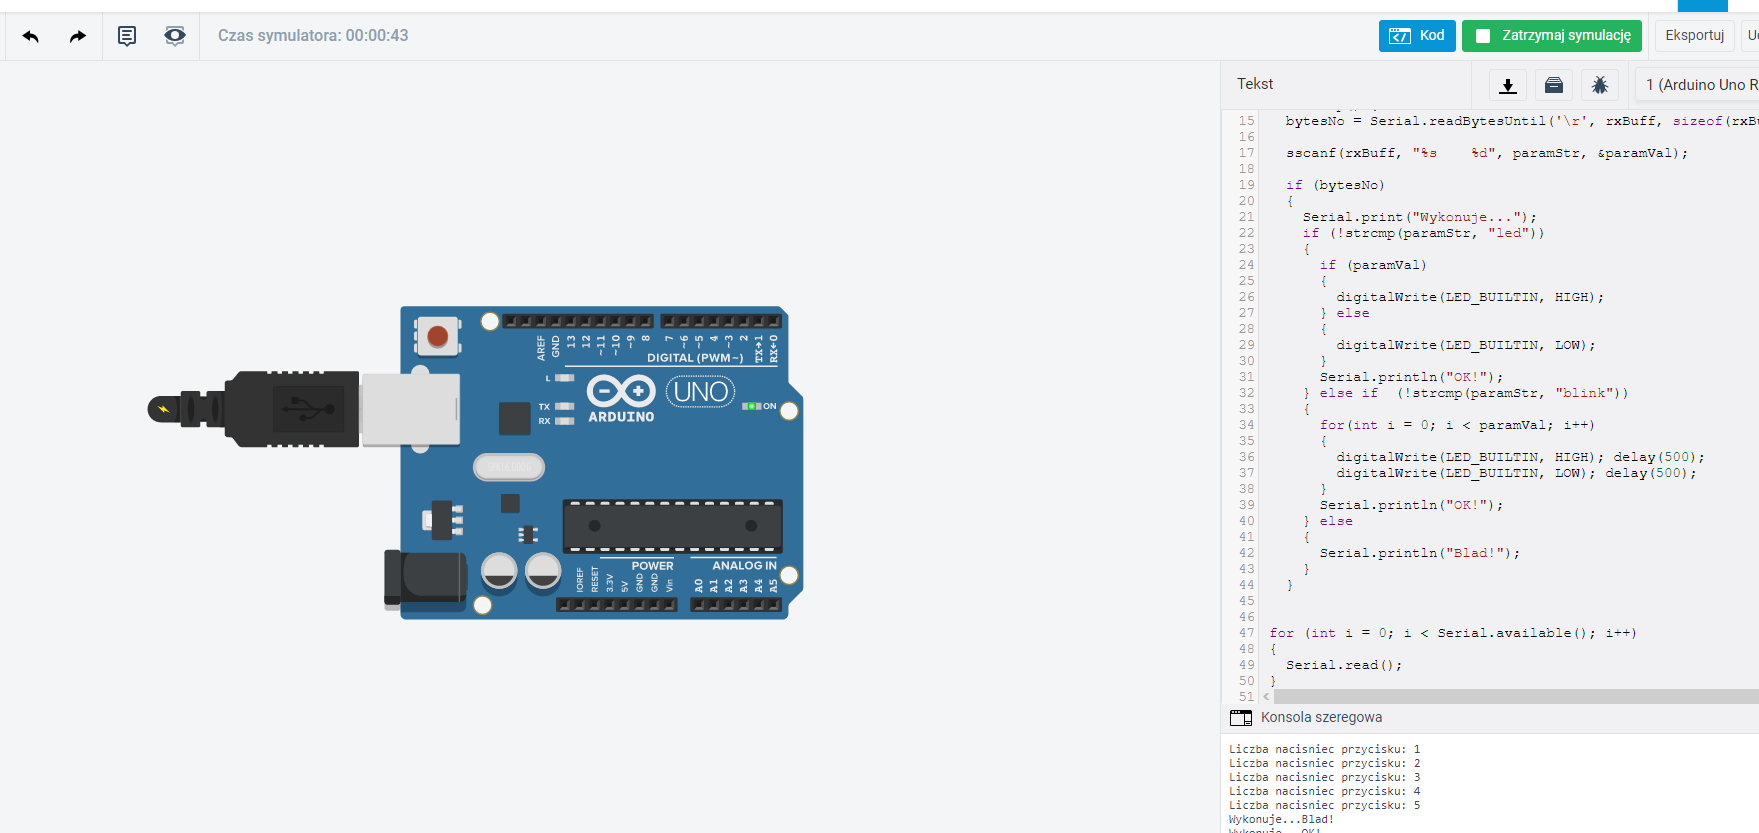 Czas symulatora: 00:00:43
Kod
Zatrzymaj symulację
Eksportuj
Tekst
1 (Arduino Uno R
15 bytesNo = Serial.readBytesUntil('\r', rxBuff, sizeof(rxBu
16
17 sscanf(rxBuff, "%s    %d", paramStr, &paramVal);
18
19 if (bytesNo)
20 {
21 Serial.print("Wykonuje...");
22 if (!strcmp(paramStr, "led"))
23 {
24 if (paramVal)
25 {
26 digitalWrite(LED_BUILTIN, HIGH);
27 } else
28 {
29 digitalWrite(LED_BUILTIN, LOW);
30 }
31 Serial.println("OK!");
32 } else if  (!strcmp(paramStr, "blink"))
33 {
34 for(int i = 0; i < paramVal; i++)
35 {
36 digitalWrite(LED_BUILTIN, HIGH); delay(500);
37 digitalWrite(LED_BUILTIN, LOW); delay(500);
38 }
39 Serial.println("OK!");
40 } else
41 {
42 Serial.println("Blad!");
43 }
44 }
45
46
47 for (int i = 0; i < Serial.available(); i++)
48 {
49 Serial.read();
50 }
51
Konsola szeregowa
Liczba nacisniec przycisku: 1
Liczba nacisniec przycisku: 2
Liczba nacisniec przycisku: 3
Liczba nacisniec przycisku: 4
Liczba nacisniec przycisku: 5
Wykonuje...Blad!
Wykonuje...OK!
AREF GND 13 12 ~11 ~10 ~9 8 7 ~6 ~5 4 ~3 2 TX→1 RX←0
DIGITAL (PWM~)
L
TX
RX
ARDUINO
UNO
ON
POWER
ANALOG IN
IOREF RESET 3.3V 5V GND GND Vin A0 A1 A2 A3 A4 A5